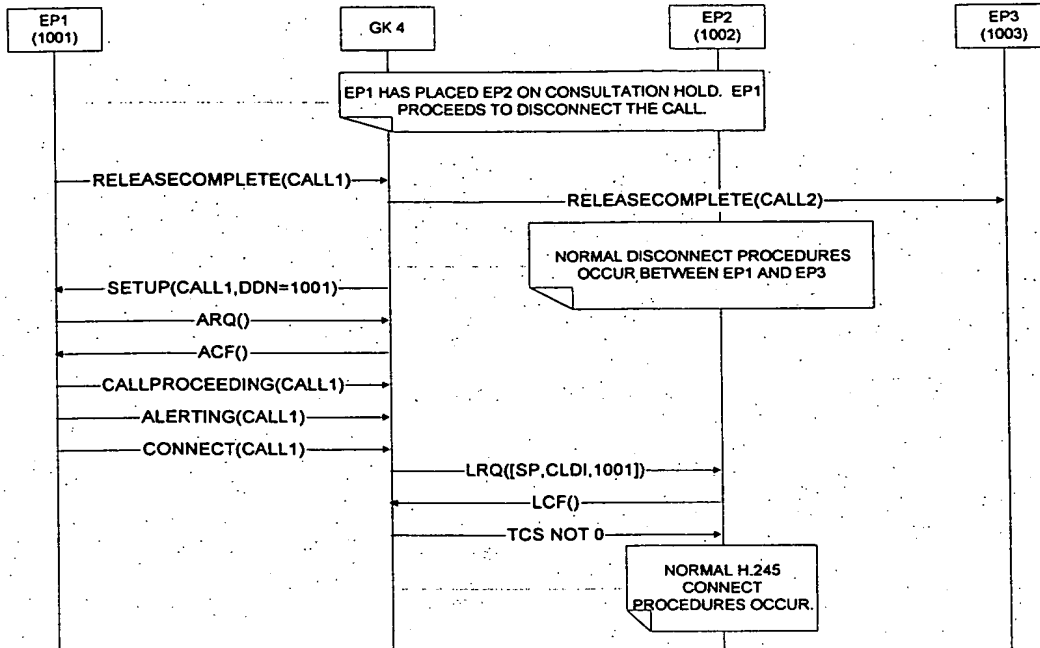 EP1
(1001)
GK 4
EP2
(1002)
EP3
(1003)
EP1 HAS PLACED EP2 ON CONSULTATION HOLD. EP1
PROCEEDS TO DISCONNECT THE CALL.
RELEASECOMPLETE(CALL1)
RELEASECOMPLETE(CALL2)
NORMAL DISCONNECT PROCEDURES
OCCUR BETWEEN EP1 AND EP3
SETUP(CALL1,DDN=1001)
ARQ()
ACF()
CALLPROCEEDING(CALL1)
ALERTING(CALL1)
CONNECT(CALL1)
LRQ([SP,CLDI,1001])
LCF()
TCS NOT 0
NORMAL H.245
CONNECT
PROCEDURES OCCUR.